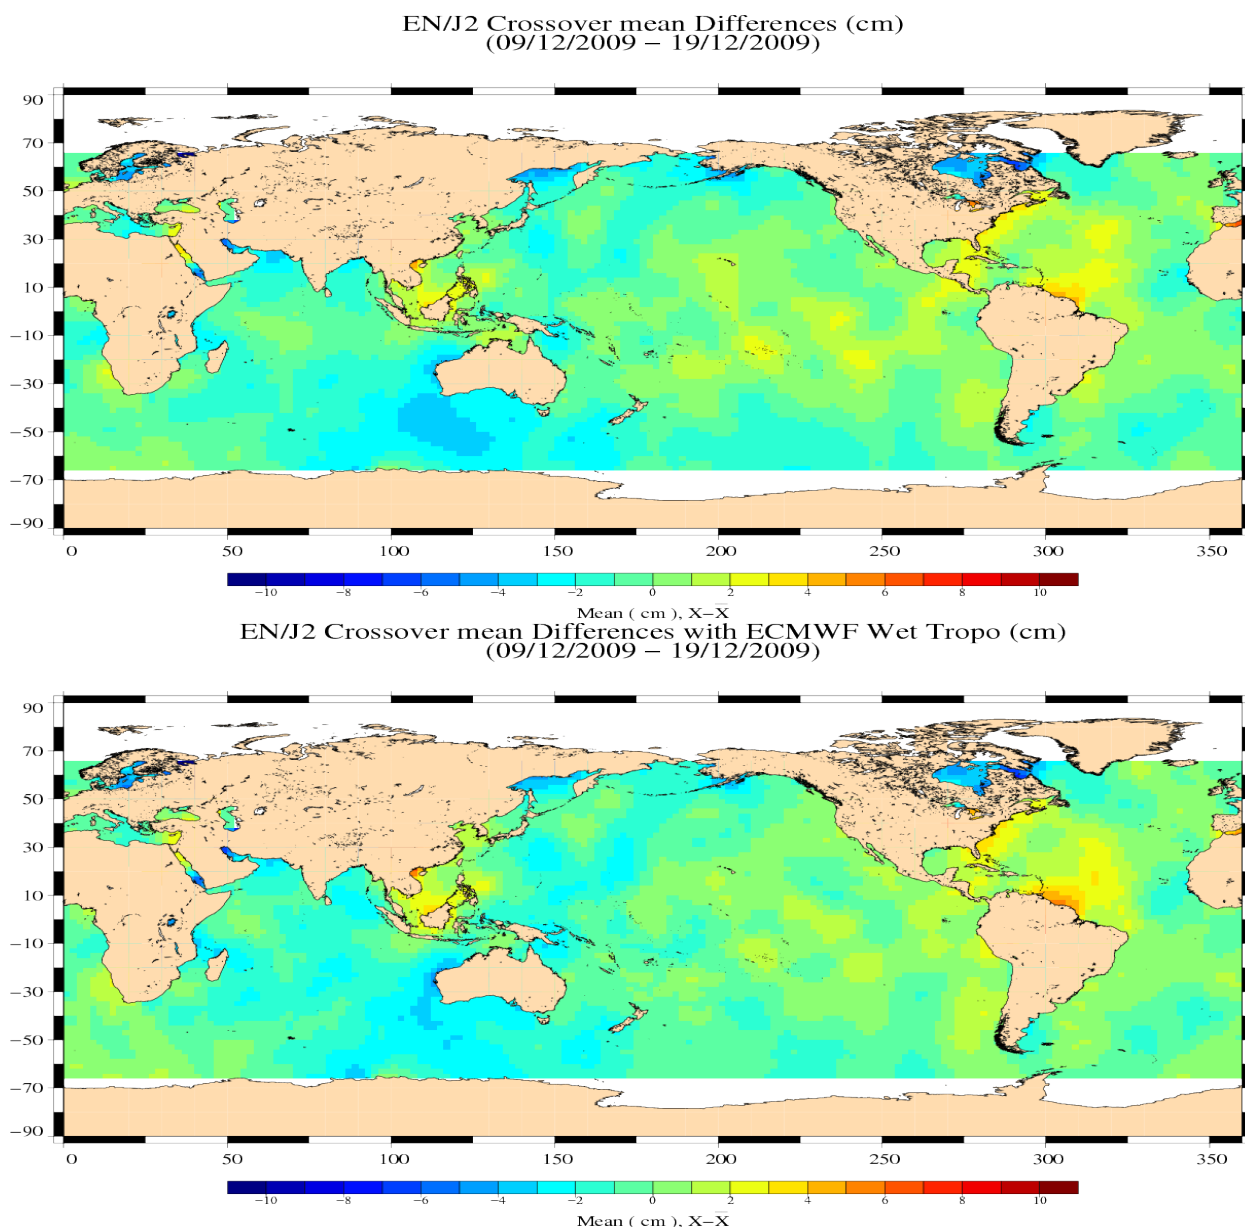 EN/J2 Crossover mean Differences (cm)
(09/12/2009 − 19/12/2009)
90
70
50
30
10
−10
−30
−50
−70
−90
0 50 100 150 200 250 300 350
−10 −8 −6 −4 −2 0 2 4 6 8 10
Mean ( cm ), X−X̅
EN/J2 Crossover mean Differences with ECMWF Wet Tropo (cm)
(09/12/2009 − 19/12/2009)
90
70
50
30
10
−10
−30
−50
−70
−90
0 50 100 150 200 250 300 350
−10 −8 −6 −4 −2 0 2 4 6 8 10
Mean ( cm ), X−X̅